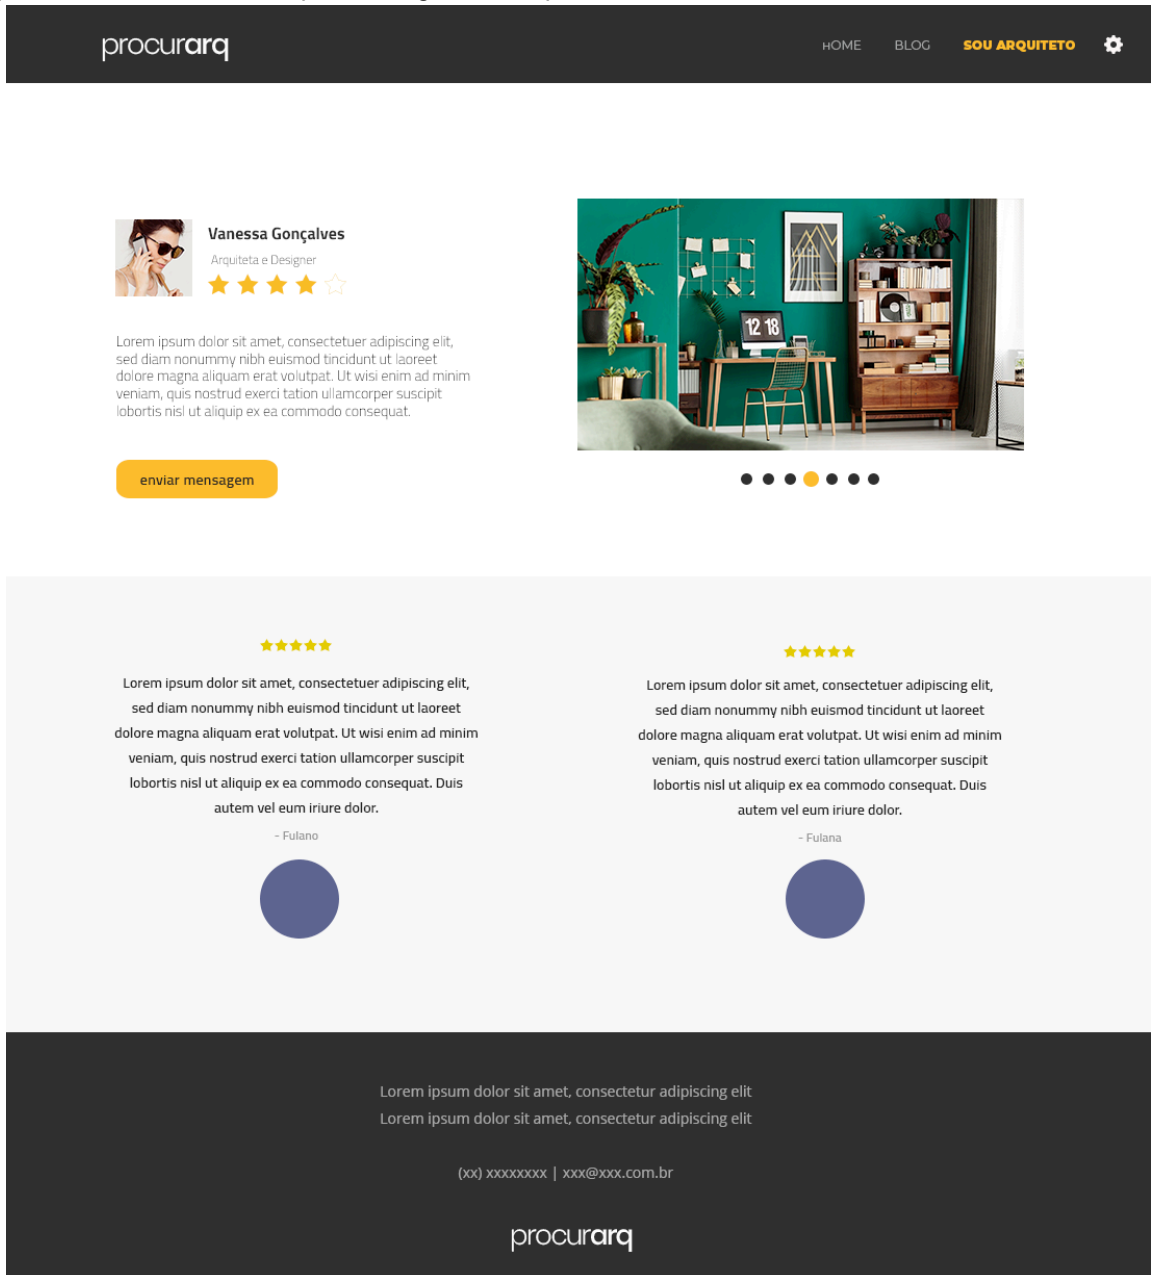 procurarq
HOME
BLOG
SOU ARQUITETO
Vanessa Gonçalves
Arquiteta e Designer
Lorem ipsum dolor sit amet, consectetuer adipiscing elit,
sed diam nonummy nibh euismod tincidunt ut laoreet
dolore magna aliquam erat volutpat. Ut wisi enim ad minim
veniam, quis nostrud exerci tation ullamcorper suscipit
lobortis nisl ut aliquip ex ea commodo consequat.
enviar mensagem
12 18
Lorem ipsum dolor sit amet, consectetuer adipiscing elit,
sed diam nonummy nibh euismod tincidunt ut laoreet
dolore magna aliquam erat volutpat. Ut wisi enim ad minim
veniam, quis nostrud exerci tation ullamcorper suscipit
lobortis nisl ut aliquip ex ea commodo consequat. Duis
autem vel eum iriure dolor.
- Fulano
Lorem ipsum dolor sit amet, consectetuer adipiscing elit,
sed diam nonummy nibh euismod tincidunt ut laoreet
dolore magna aliquam erat volutpat. Ut wisi enim ad minim
veniam, quis nostrud exerci tation ullamcorper suscipit
lobortis nisl ut aliquip ex ea commodo consequat. Duis
autem vel eum iriure dolor.
- Fulana
Lorem ipsum dolor sit amet, consectetur adipiscing elit
Lorem ipsum dolor sit amet, consectetur adipiscing elit
(xx) xxxxxxxx | xxx@xxx.com.br
procurarq